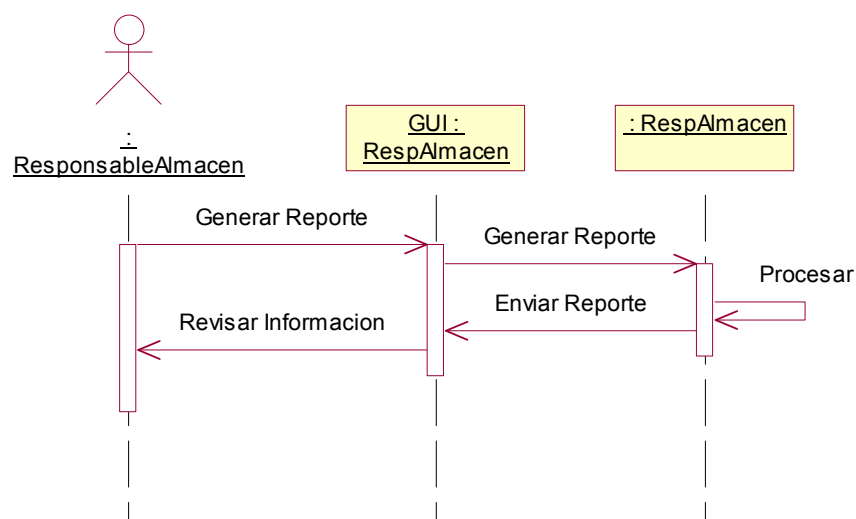 :
ResponsableAlmacen
GUI :
RespAlmacen
: RespAlmacen
Generar Reporte
Generar Reporte
Procesar
Enviar Reporte
Revisar Informacion